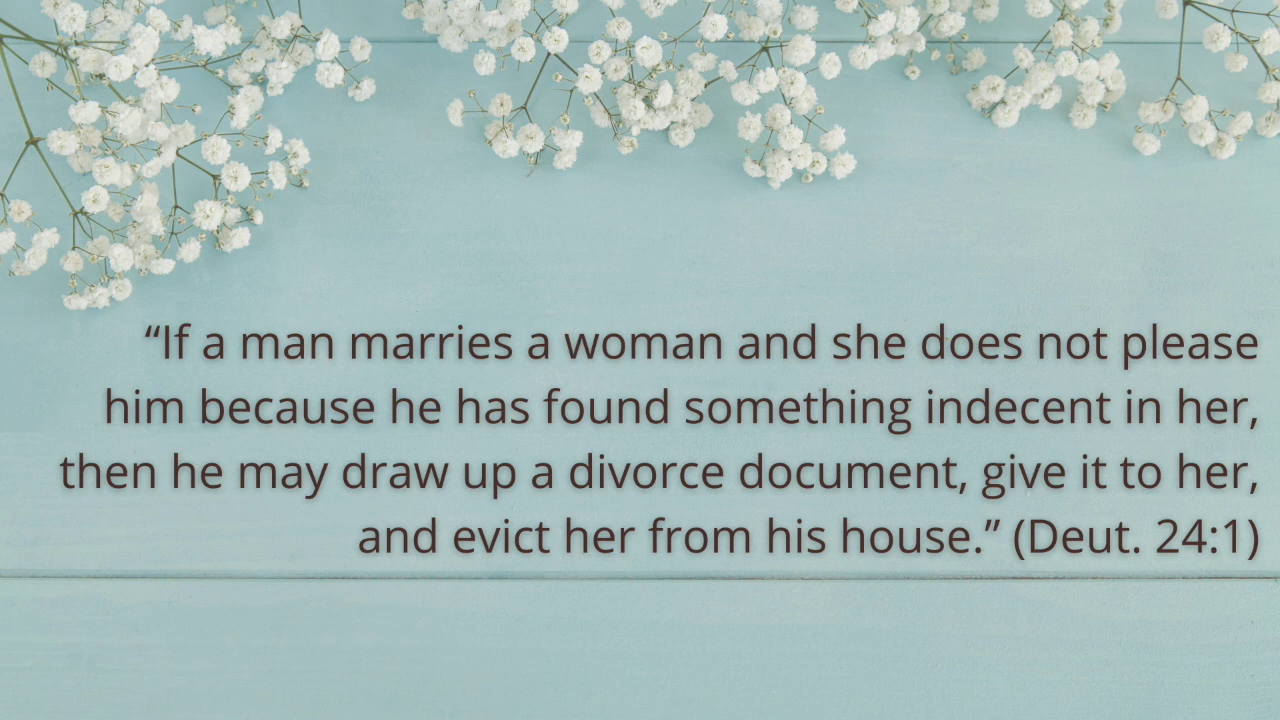 “If a man marries a woman and she does not please
him because he has found something indecent in her,
then he may draw up a divorce document, give it to her,
and evict her from his house.” (Deut. 24:1)